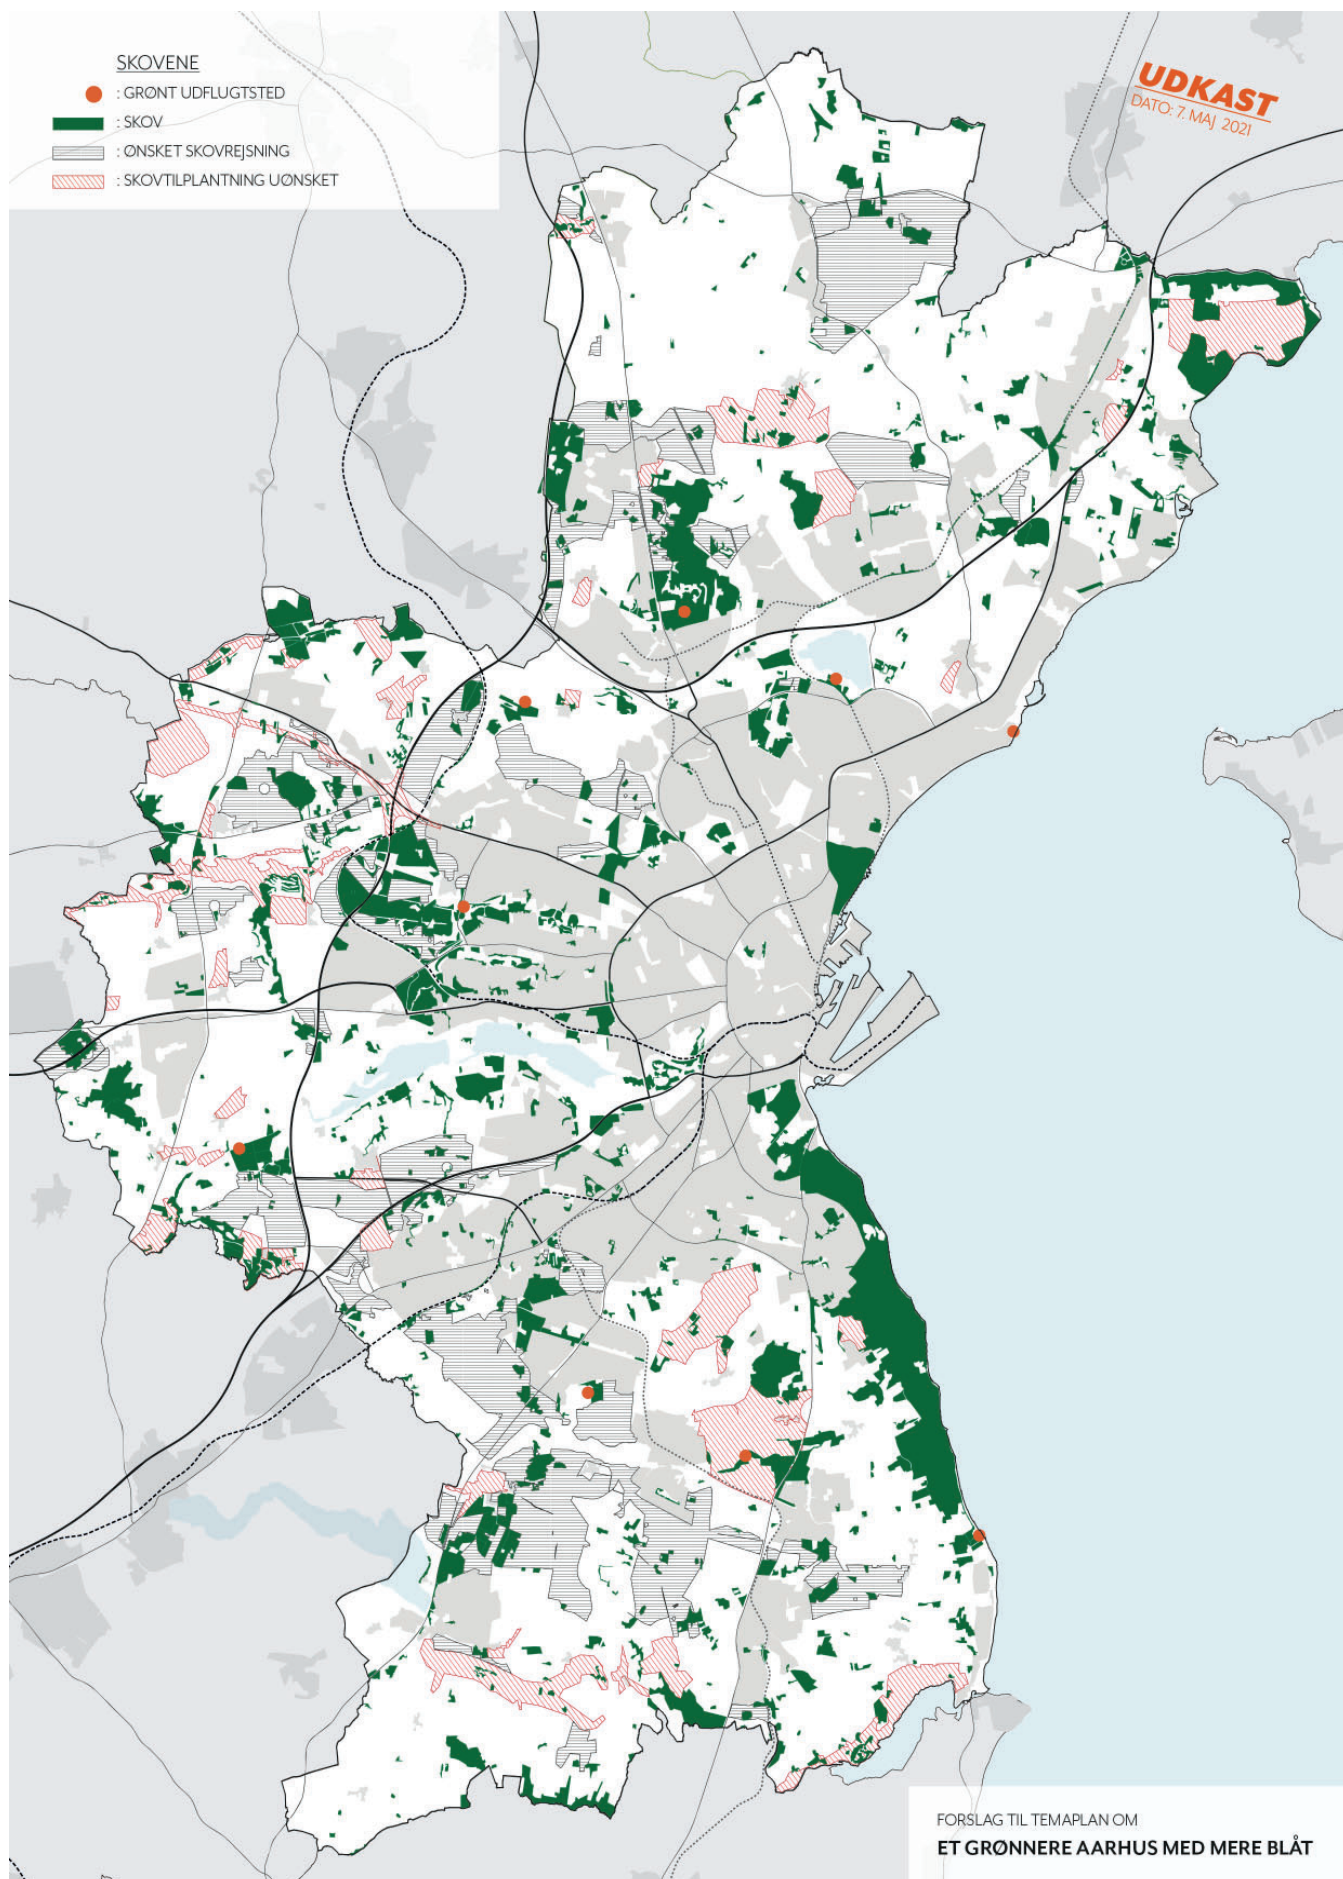 SKOVENE
: GRØNT UDFLUGTSTED
: SKOV
: ØNSKET SKOVREJSNING
: SKOVTILPLANTNING UØNSKET
UDKAST
DATO: 7. MAJ 2021
FORSLAG TIL TEMAPLAN OM
ET GRØNNERE AARHUS MED MERE BLÅT